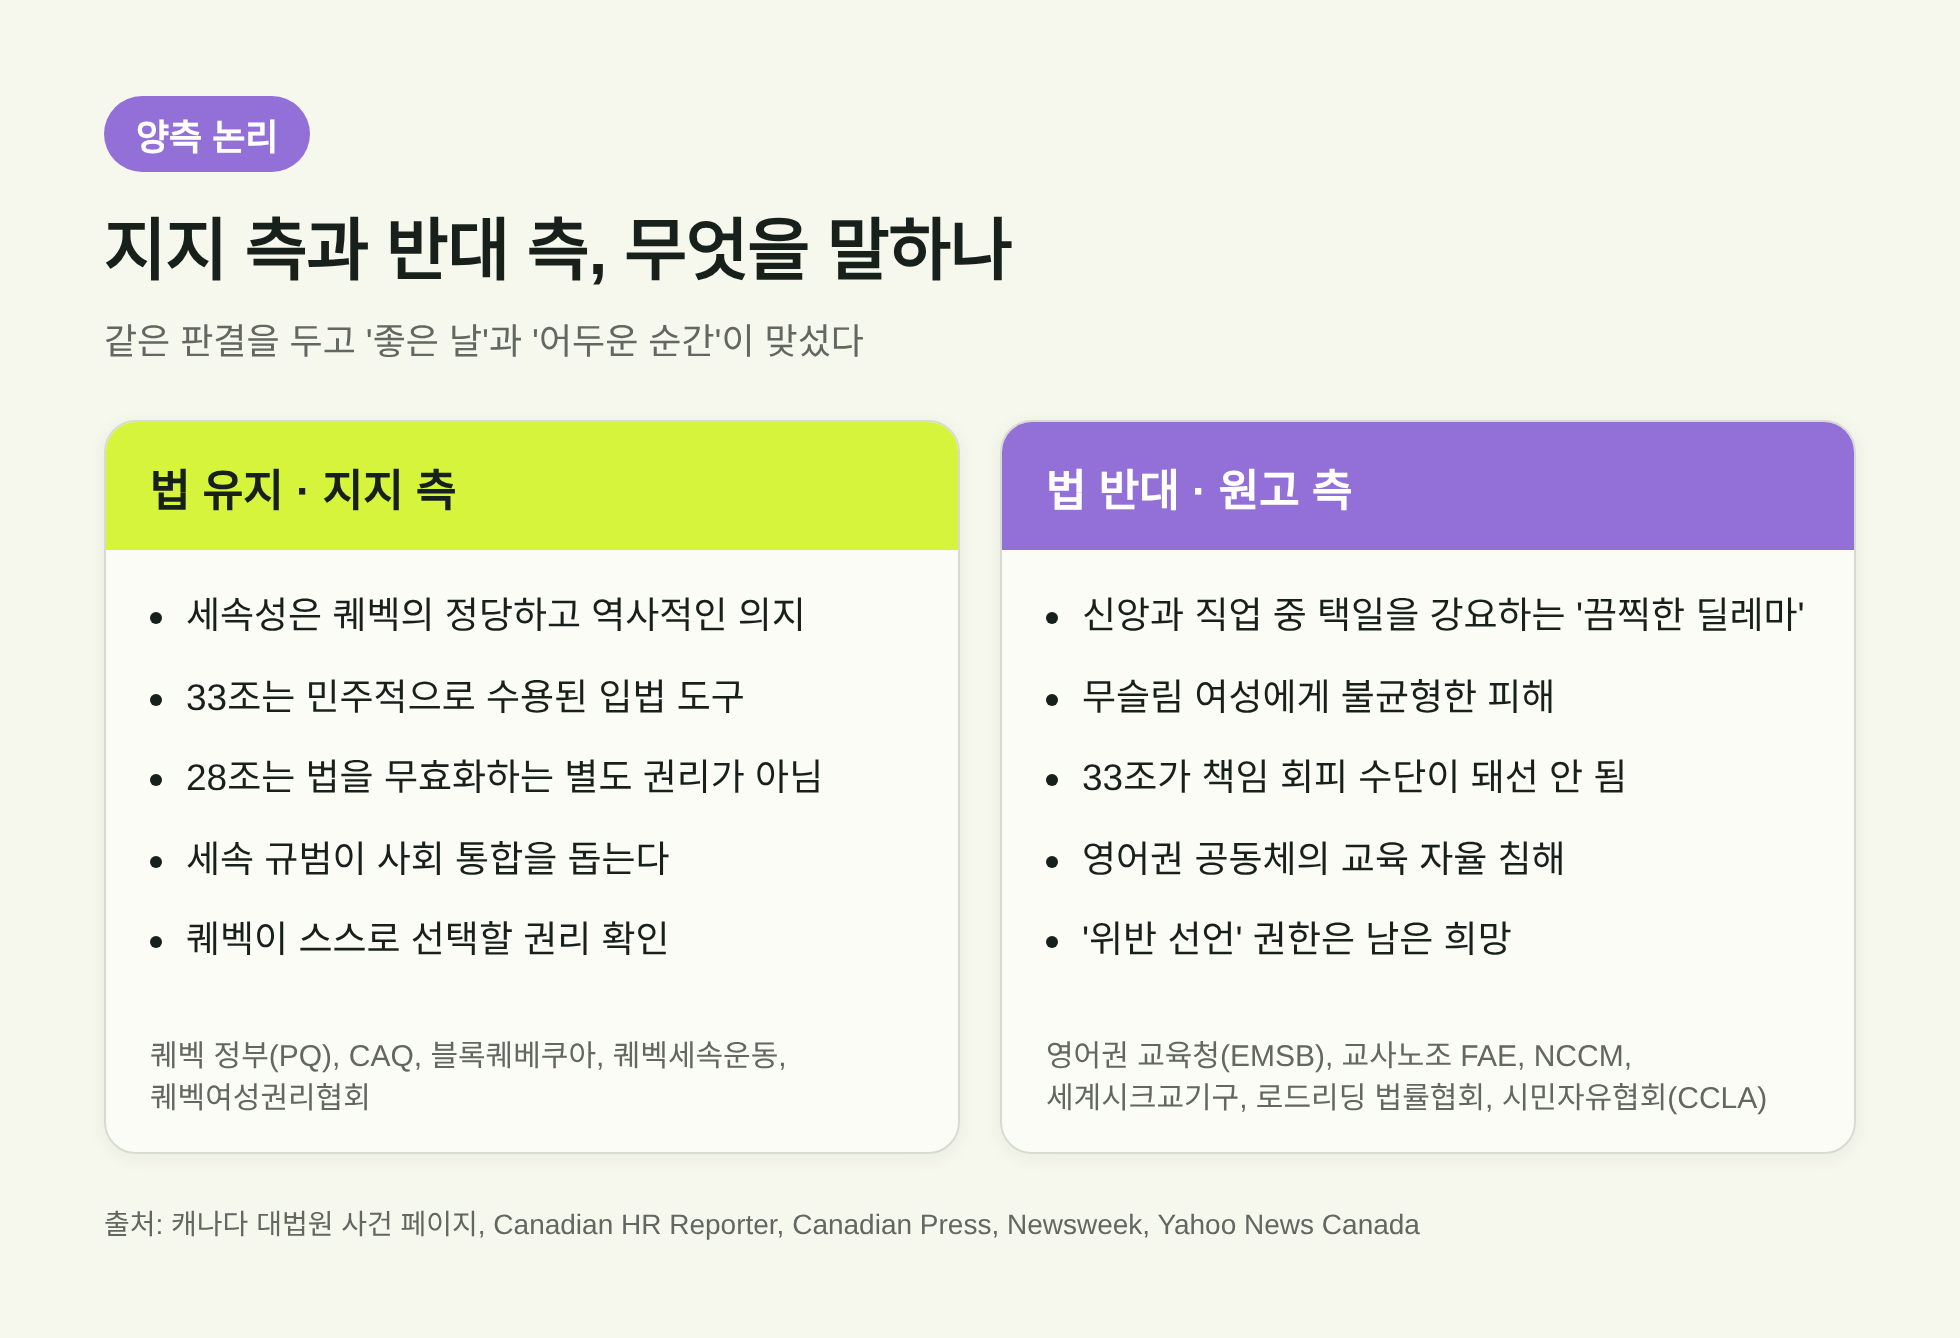 양측 논리
지지 측과 반대 측, 무엇을 말하나
같은 판결을 두고 '좋은 날'과 '어두운 순간'이 맞섰다
법 유지 · 지지 측
• 세속성은 퀘벡의 정당하고 역사적인 의지
• 33조는 민주적으로 수용된 입법 도구
• 28조는 법을 무효화하는 별도 권리가 아님
• 세속 규범이 사회 통합을 돕는다
• 퀘벡이 스스로 선택할 권리 확인
퀘벡 정부(PQ), CAQ, 블록퀘베쿠아, 퀘벡세속운동,
퀘벡여성권리협회
법 반대 · 원고 측
• 신앙과 직업 중 택일을 강요하는 '끔찍한 딜레마'
• 무슬림 여성에게 불균형한 피해
• 33조가 책임 회피 수단이 돼선 안 됨
• 영어권 공동체의 교육 자율 침해
• '위반 선언' 권한은 남은 희망
영어권 교육청(EMSB), 교사노조 FAE, NCCM,
세계시크교기구, 로드리딩 법률협회, 시민자유협회(CCLA)
출처: 캐나다 대법원 사건 페이지, Canadian HR Reporter, Canadian Press, Newsweek, Yahoo News Canada